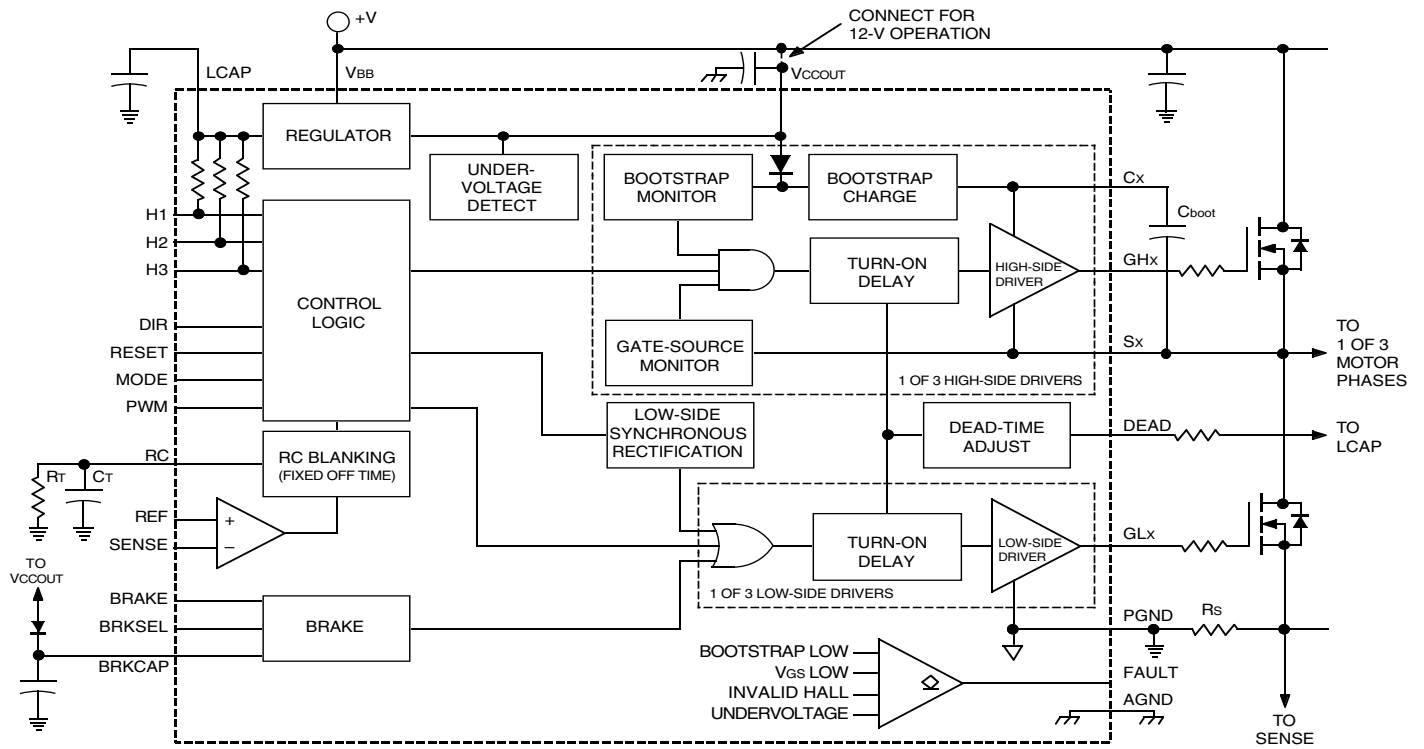 +V
CONNECT FOR
12-V OPERATION
LCAP
VBB
VCCOUT
REGULATOR
UNDER-
VOLTAGE
DETECT
BOOTSTRAP
MONITOR
BOOTSTRAP
CHARGE
CX
Cboot
H1
H2
H3
CONTROL
LOGIC
TURN-ON
DELAY
HIGH-SIDE
DRIVER
GHX
DIR
RESET
MODE
PWM
GATE-SOURCE
MONITOR
SX
1 OF 3 HIGH-SIDE DRIVERS
TO
1 OF 3
MOTOR
PHASES
LOW-SIDE
SYNCHRONOUS
RECTIFICATION
DEAD-TIME
ADJUST
DEAD
TO
LCAP
RC
RT
CT
RC BLANKING
(FIXED OFF TIME)
REF
+
SENSE
–
TURN-ON
DELAY
LOW-SIDE
DRIVER
GLX
1 OF 3 LOW-SIDE DRIVERS
TO
VCCOUT
BRAKE
BRKSEL
BRKCAP
BRAKE
PGND
RS
BOOTSTRAP LOW
VGS LOW
INVALID HALL
UNDERVOLTAGE
FAULT
AGND
TO
SENSE